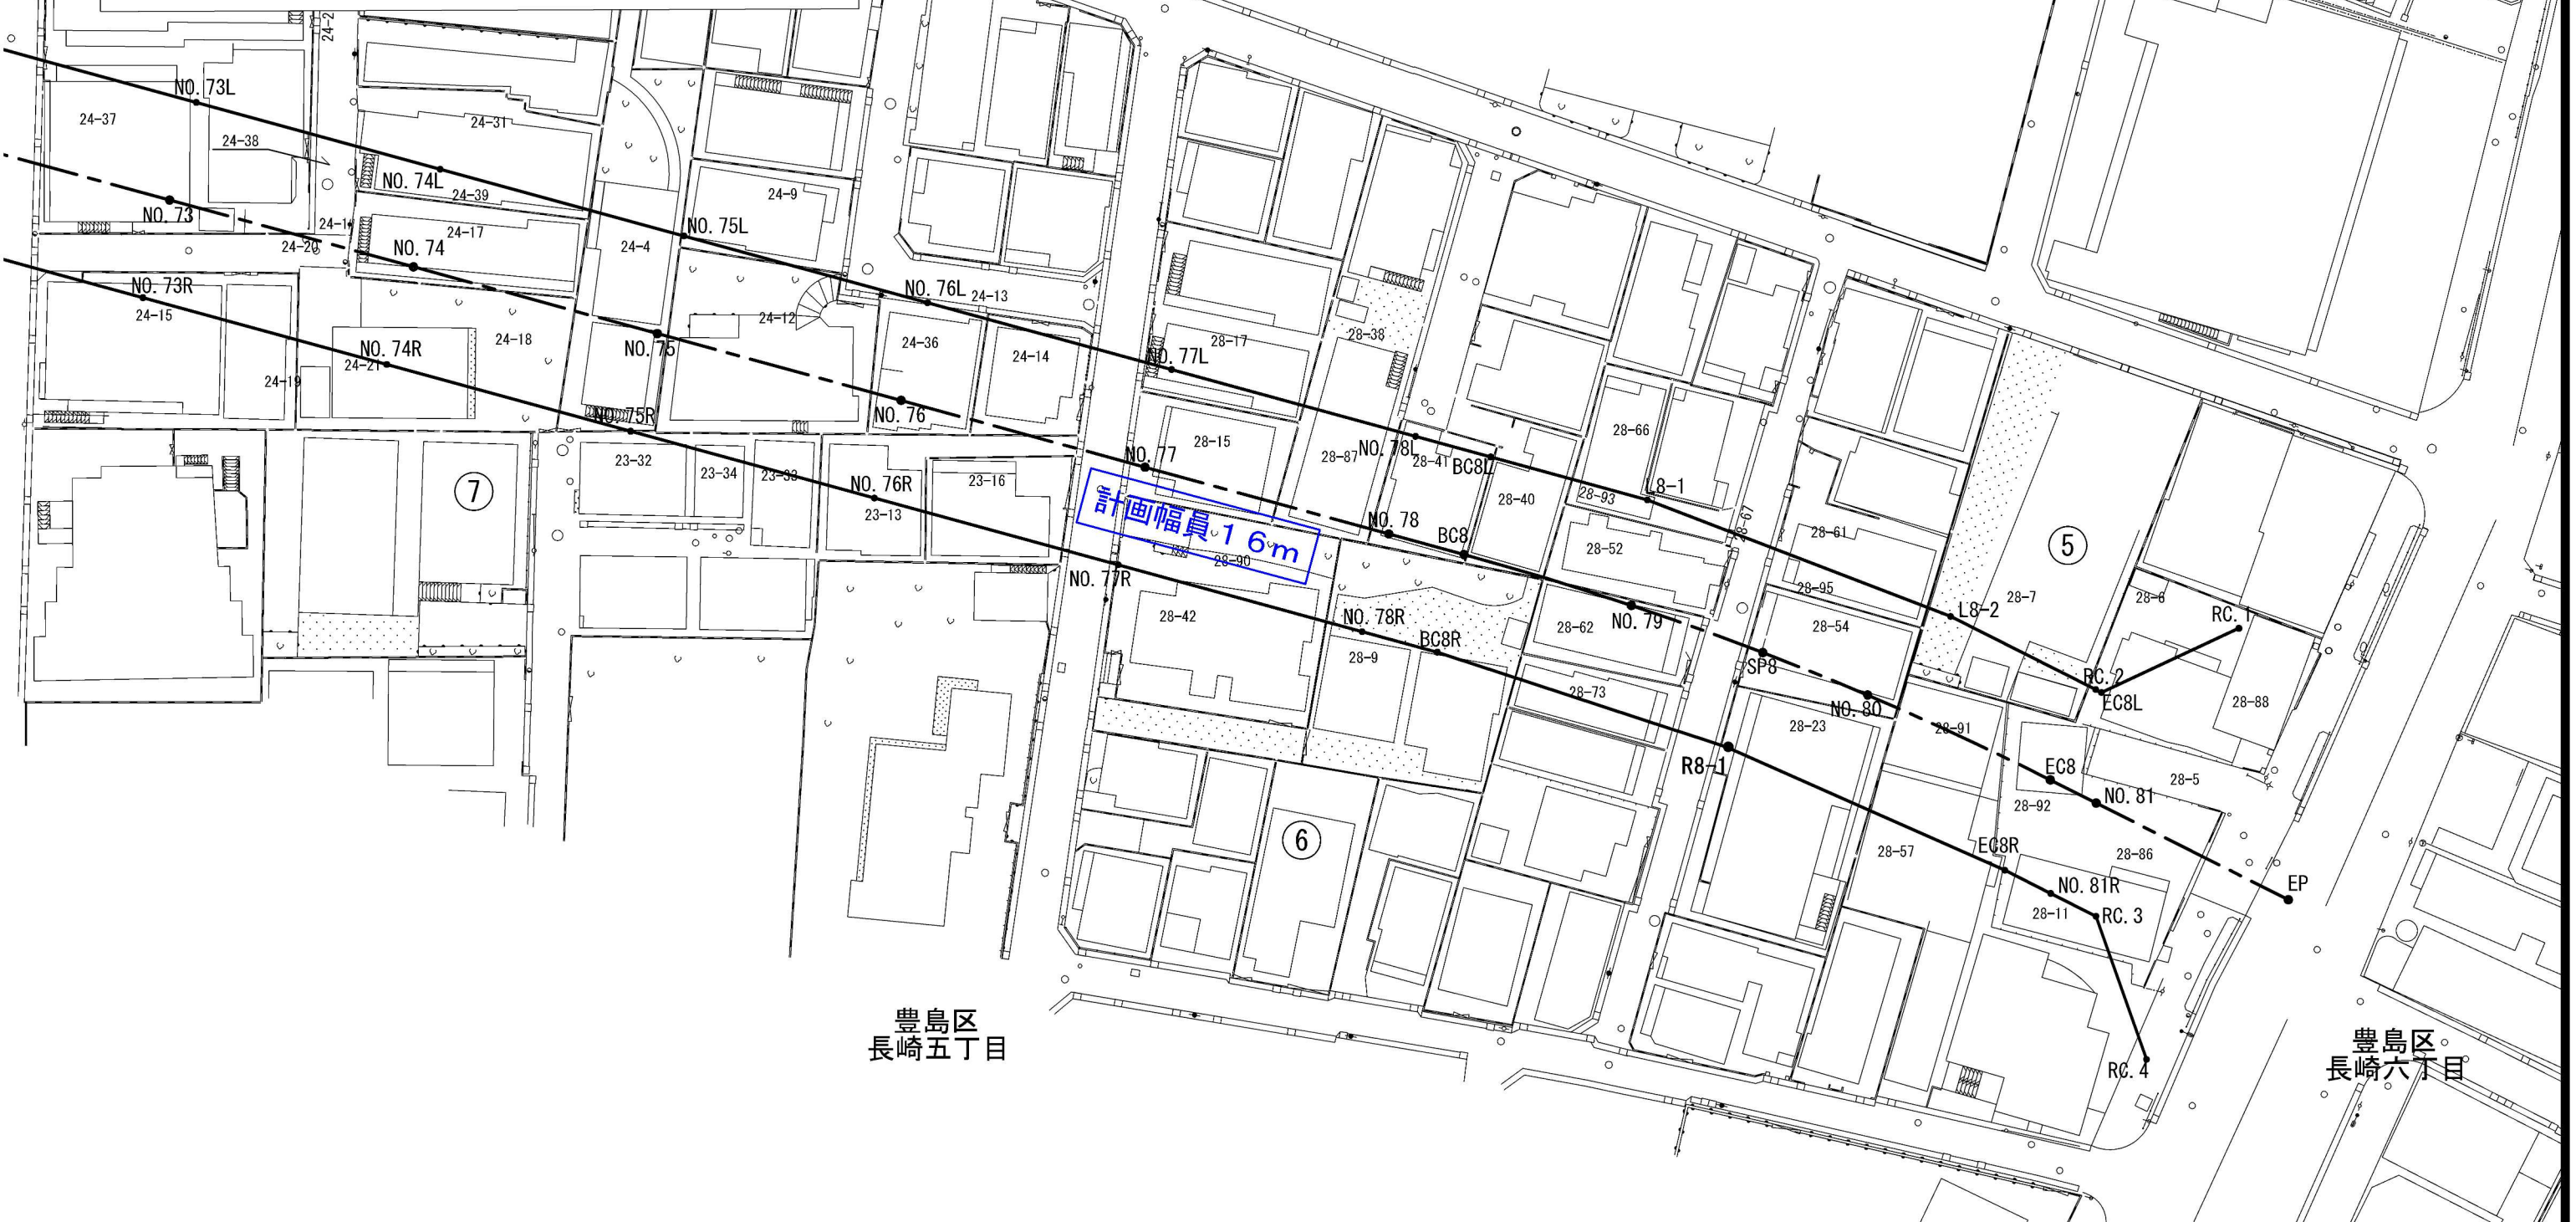 24-2
NO. 73L
24-37
24-38
24-31
NO. 74L
24-39
24-9
NO. 73
24-20
24-17
NO. 74
24-4
NO. 75L
NO. 73R
24-15
NO. 76L
24-13
24-12
24-18
NO. 75
24-36
24-14
NO. 74R
24-21
24-19
NO. 77L
28-17
28-38
NO. 75R
NO. 76
23-32
23-34
23-33
NO. 76R
23-13
23-16
⑦
NO. 77
28-15
28-87
NO. 78L
28-41
BC8L
28-66
28-40
28-93
L8-1
28-67
計画幅員16m
NO. 78
BC8
28-52
28-61
⑤
28-90
NO. 77R
28-42
NO. 78R
28-9
BC8R
28-62
NO. 79
28-95
28-54
28-7
28-6
L8-2
RC. 1
SP8
28-73
RC. 2
EC8L
28-88
NO. 80
28-91
28-23
R8-1
EC8
28-5
NO. 81
28-92
28-86
EP
⑥
28-57
EC8R
NO. 81R
28-11
RC. 3
RC. 4
豊島区
長崎五丁目
豊島区
長崎六丁目